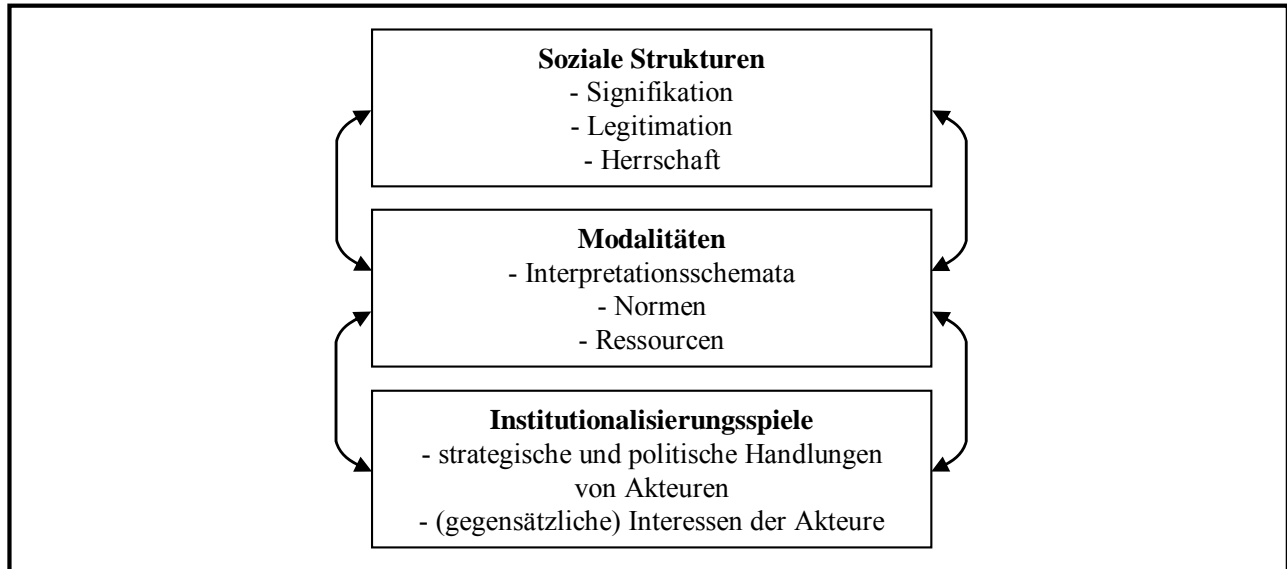 Soziale Strukturen
- Signifikation
- Legitimation
- Herrschaft
Modalitäten
- Interpretationsschemata
- Normen
- Ressourcen
Institutionalisierungsspiele
- strategische und politische Handlungen
von Akteuren
- (gegensätzliche) Interessen der Akteure